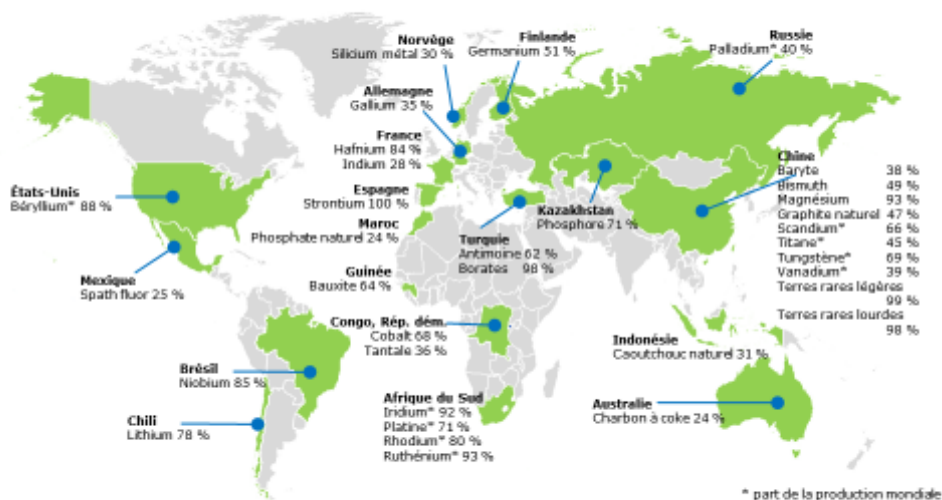 Norvège
Silicium métal 30 %
Finlande
Germanium 51 %
Russie
Palladium* 40 %
Allemagne
Gallium* 35 %
France
Hafnium 84 %
Indium 28 %
Espagne
Strontium 100 %
Maroc
Phosphate naturel 24 %
États-Unis
Béryllium* 88 %
Mexique
Spath fluor 25 %
Kazakhstan
Phosphore 71 %
Turquie
Antimoine 62 %
Borates 98 %
Chine
Baryte 38 %
Bismuth 49 %
Magnésium 93 %
Graphite naturel 47 %
Scandium* 66 %
Titane* 45 %
Tungstène* 69 %
Vanadium* 39 %
Terres rares légères
99 %
Terres rares lourdes
98 %
Guinée
Bauxite 64 %
Congo, Rép. dém.
Cobalt 68 %
Tantale 36 %
Indonésie
Caoutchouc naturel 31 %
Brésil
Niobium 85 %
Afrique du Sud
Iridium* 92 %
Platine* 71 %
Rhodium* 80 %
Ruthénium* 93 %
Australie
Charbon à coke 24 %
Chili
Lithium 78 %
* part de la production mondiale